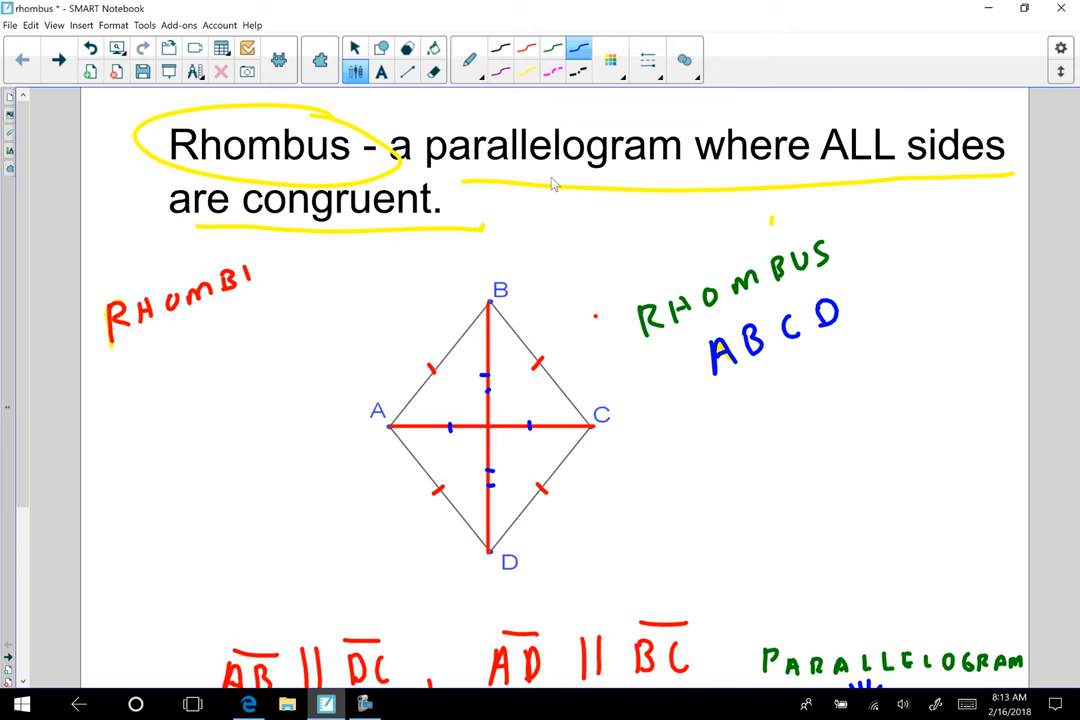 rhombus * - SMART Notebook
File Edit View Insert Format Tools Add-ons Account Help
Rhombus - a parallelogram where ALL sides
are congruent.
RHOMBI
RHOMBUS
ABCD
B
A
C
D
AB || DC , AD || BC
PARALLELOGRAM
8:13 AM
2/16/2018